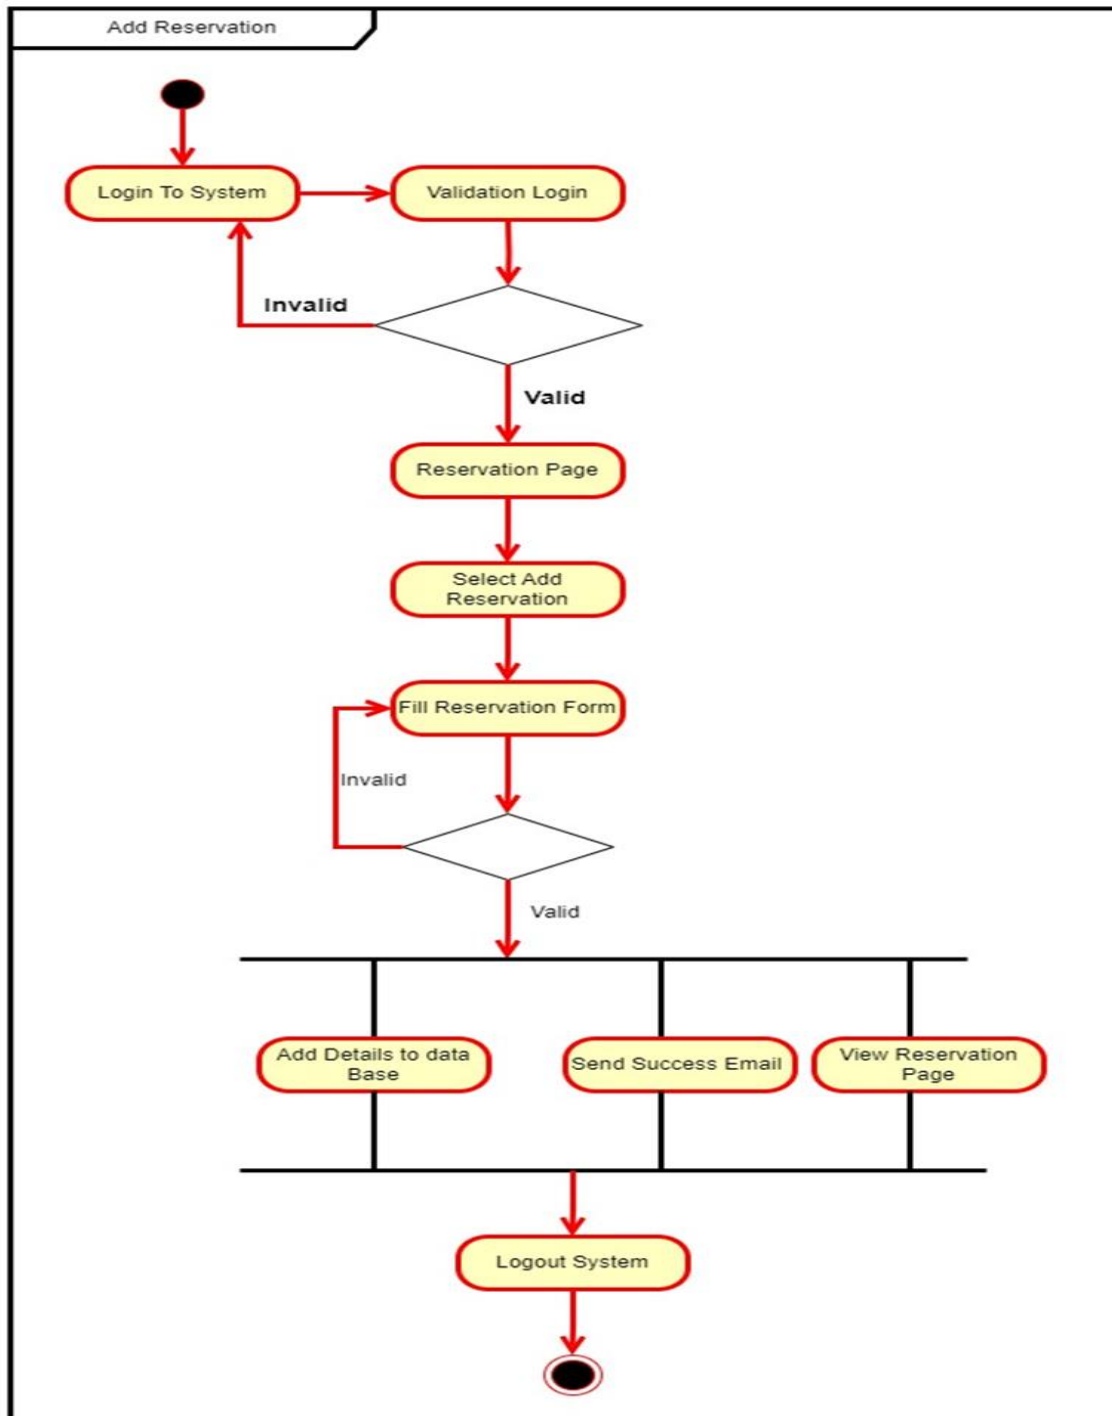 Add Reservation
Login To System
Validation Login
Invalid
Valid
Reservation Page
Select Add
Reservation
Fill Reservation Form
Invalid
Valid
Add Details to data
Base
Send Success Email
View Reservation
Page
Logout System